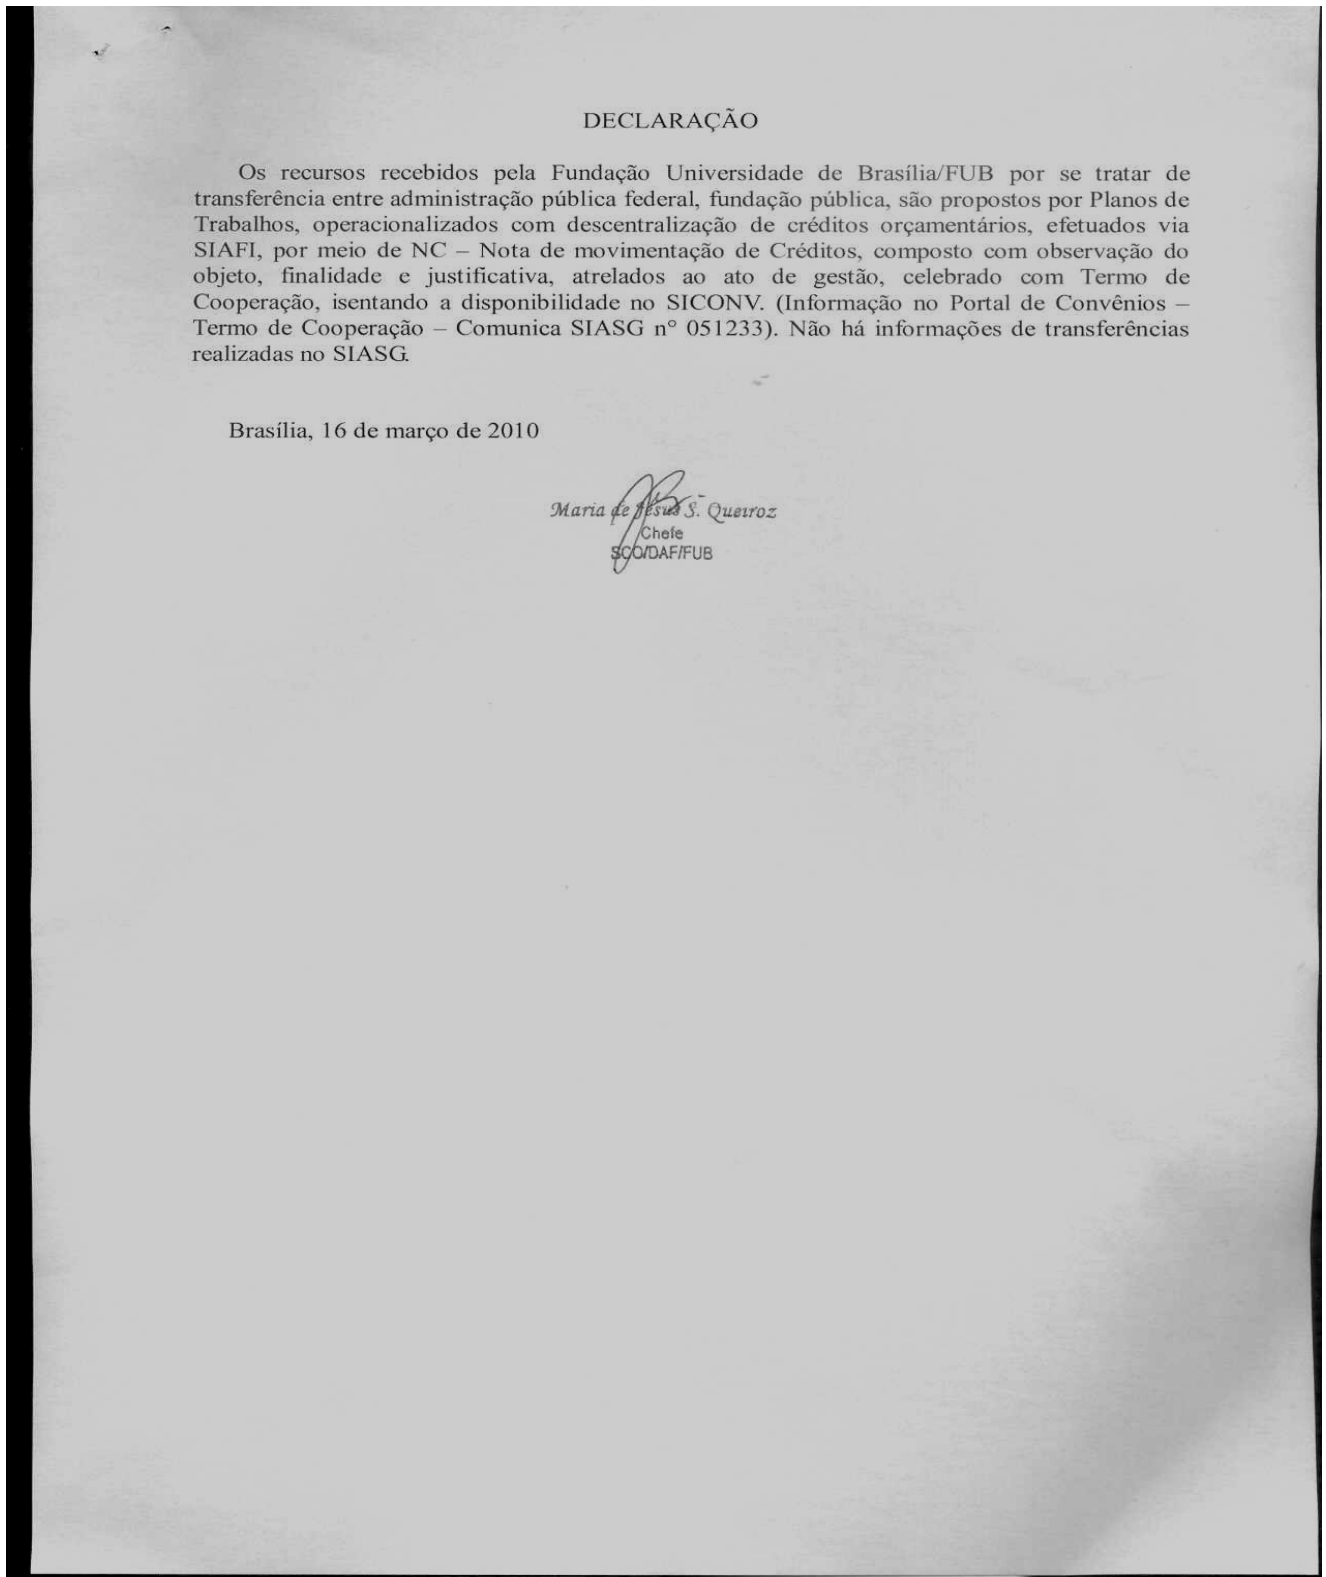 DECLARAÇÃO
Os recursos recebidos pela Fundação Universidade de Brasília/FUB por se tratar de
transferência entre administração pública federal, fundação pública, são propostos por Planos de
Trabalhos, operacionalizados com descentralização de créditos orçamentários, efetuados via
SIAFI, por meio de NC – Nota de movimentação de Créditos, composto com observação do
objeto, finalidade e justificativa, atrelados ao ato de gestão, celebrado com Termo de
Cooperação, isentando a disponibilidade no SICONV. (Informação no Portal de Convênios –
Termo de Cooperação – Comunica SIASG n° 051233). Não há informações de transferências
realizadas no SIASG.
Brasília, 16 de março de 2010
Maria de Jesus S. Queiroz
Chefe
SCO/DAF/FUB